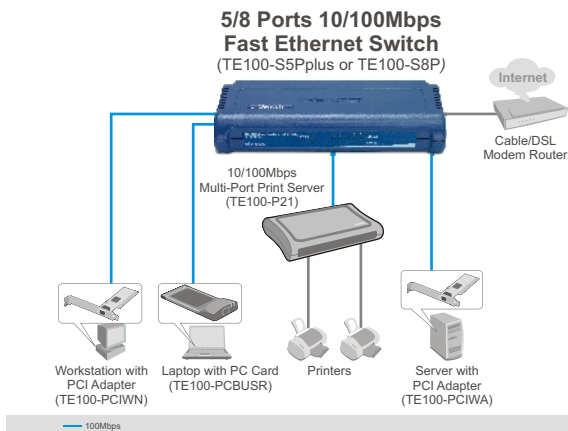 5/8 Ports 10/100Mbps
Fast Ethernet Switch
(TE100-S5Pplus or TE100-S8P)
Internet
Cable/DSL
Modem Router
10/100Mbps
Multi-Port Print Server
(TE100-P21)
Workstation with
PCI Adapter
(TE100-PCIWN)
Laptop with PC Card
(TE100-PCBUSR)
Printers
Server with
PCI Adapter
(TE100-PCIWA)
100Mbps